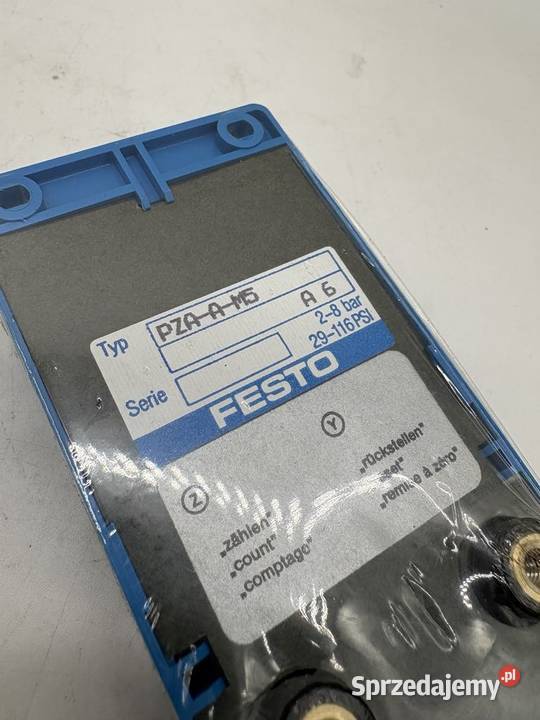 Typ PZA-A-M5 A 6
2-8 bar
29-116 PSI
Serie
FESTO
Z
Y
„zählen"
„count"
„comptage"
„rückstellen"
„remise à zéro"
Sprzedajemy.pl